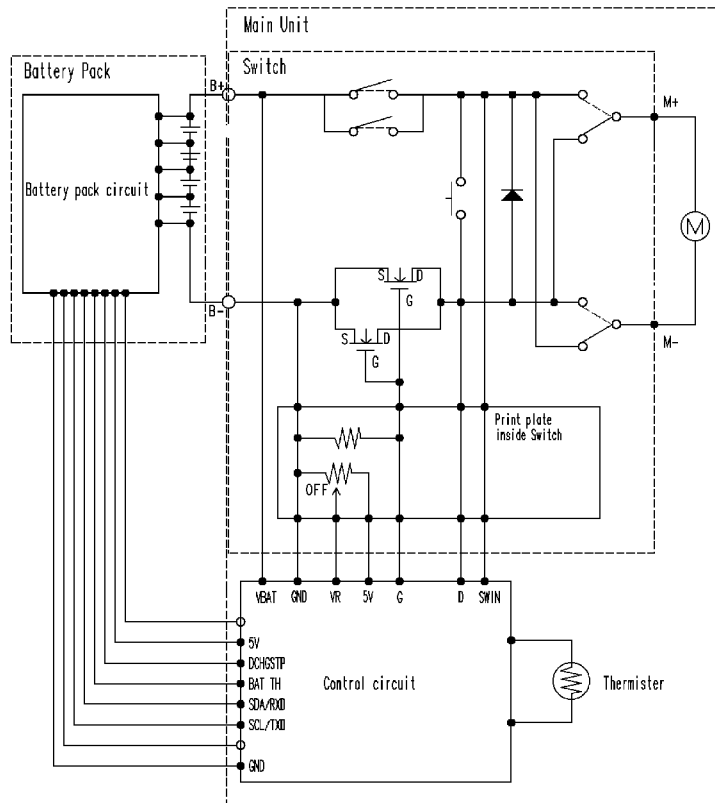 Main Unit
Battery Pack
Switch
B+
M+
Battery pack circuit
M
S D
G
B-
S D
G
M-
Print plate
inside Switch
OFF
VBAT GND VR 5V G D SWIN
5V
DCHGSTP
BAT TH
SDA/RXD
SCL/TXD
GND
Control circuit
Thermister